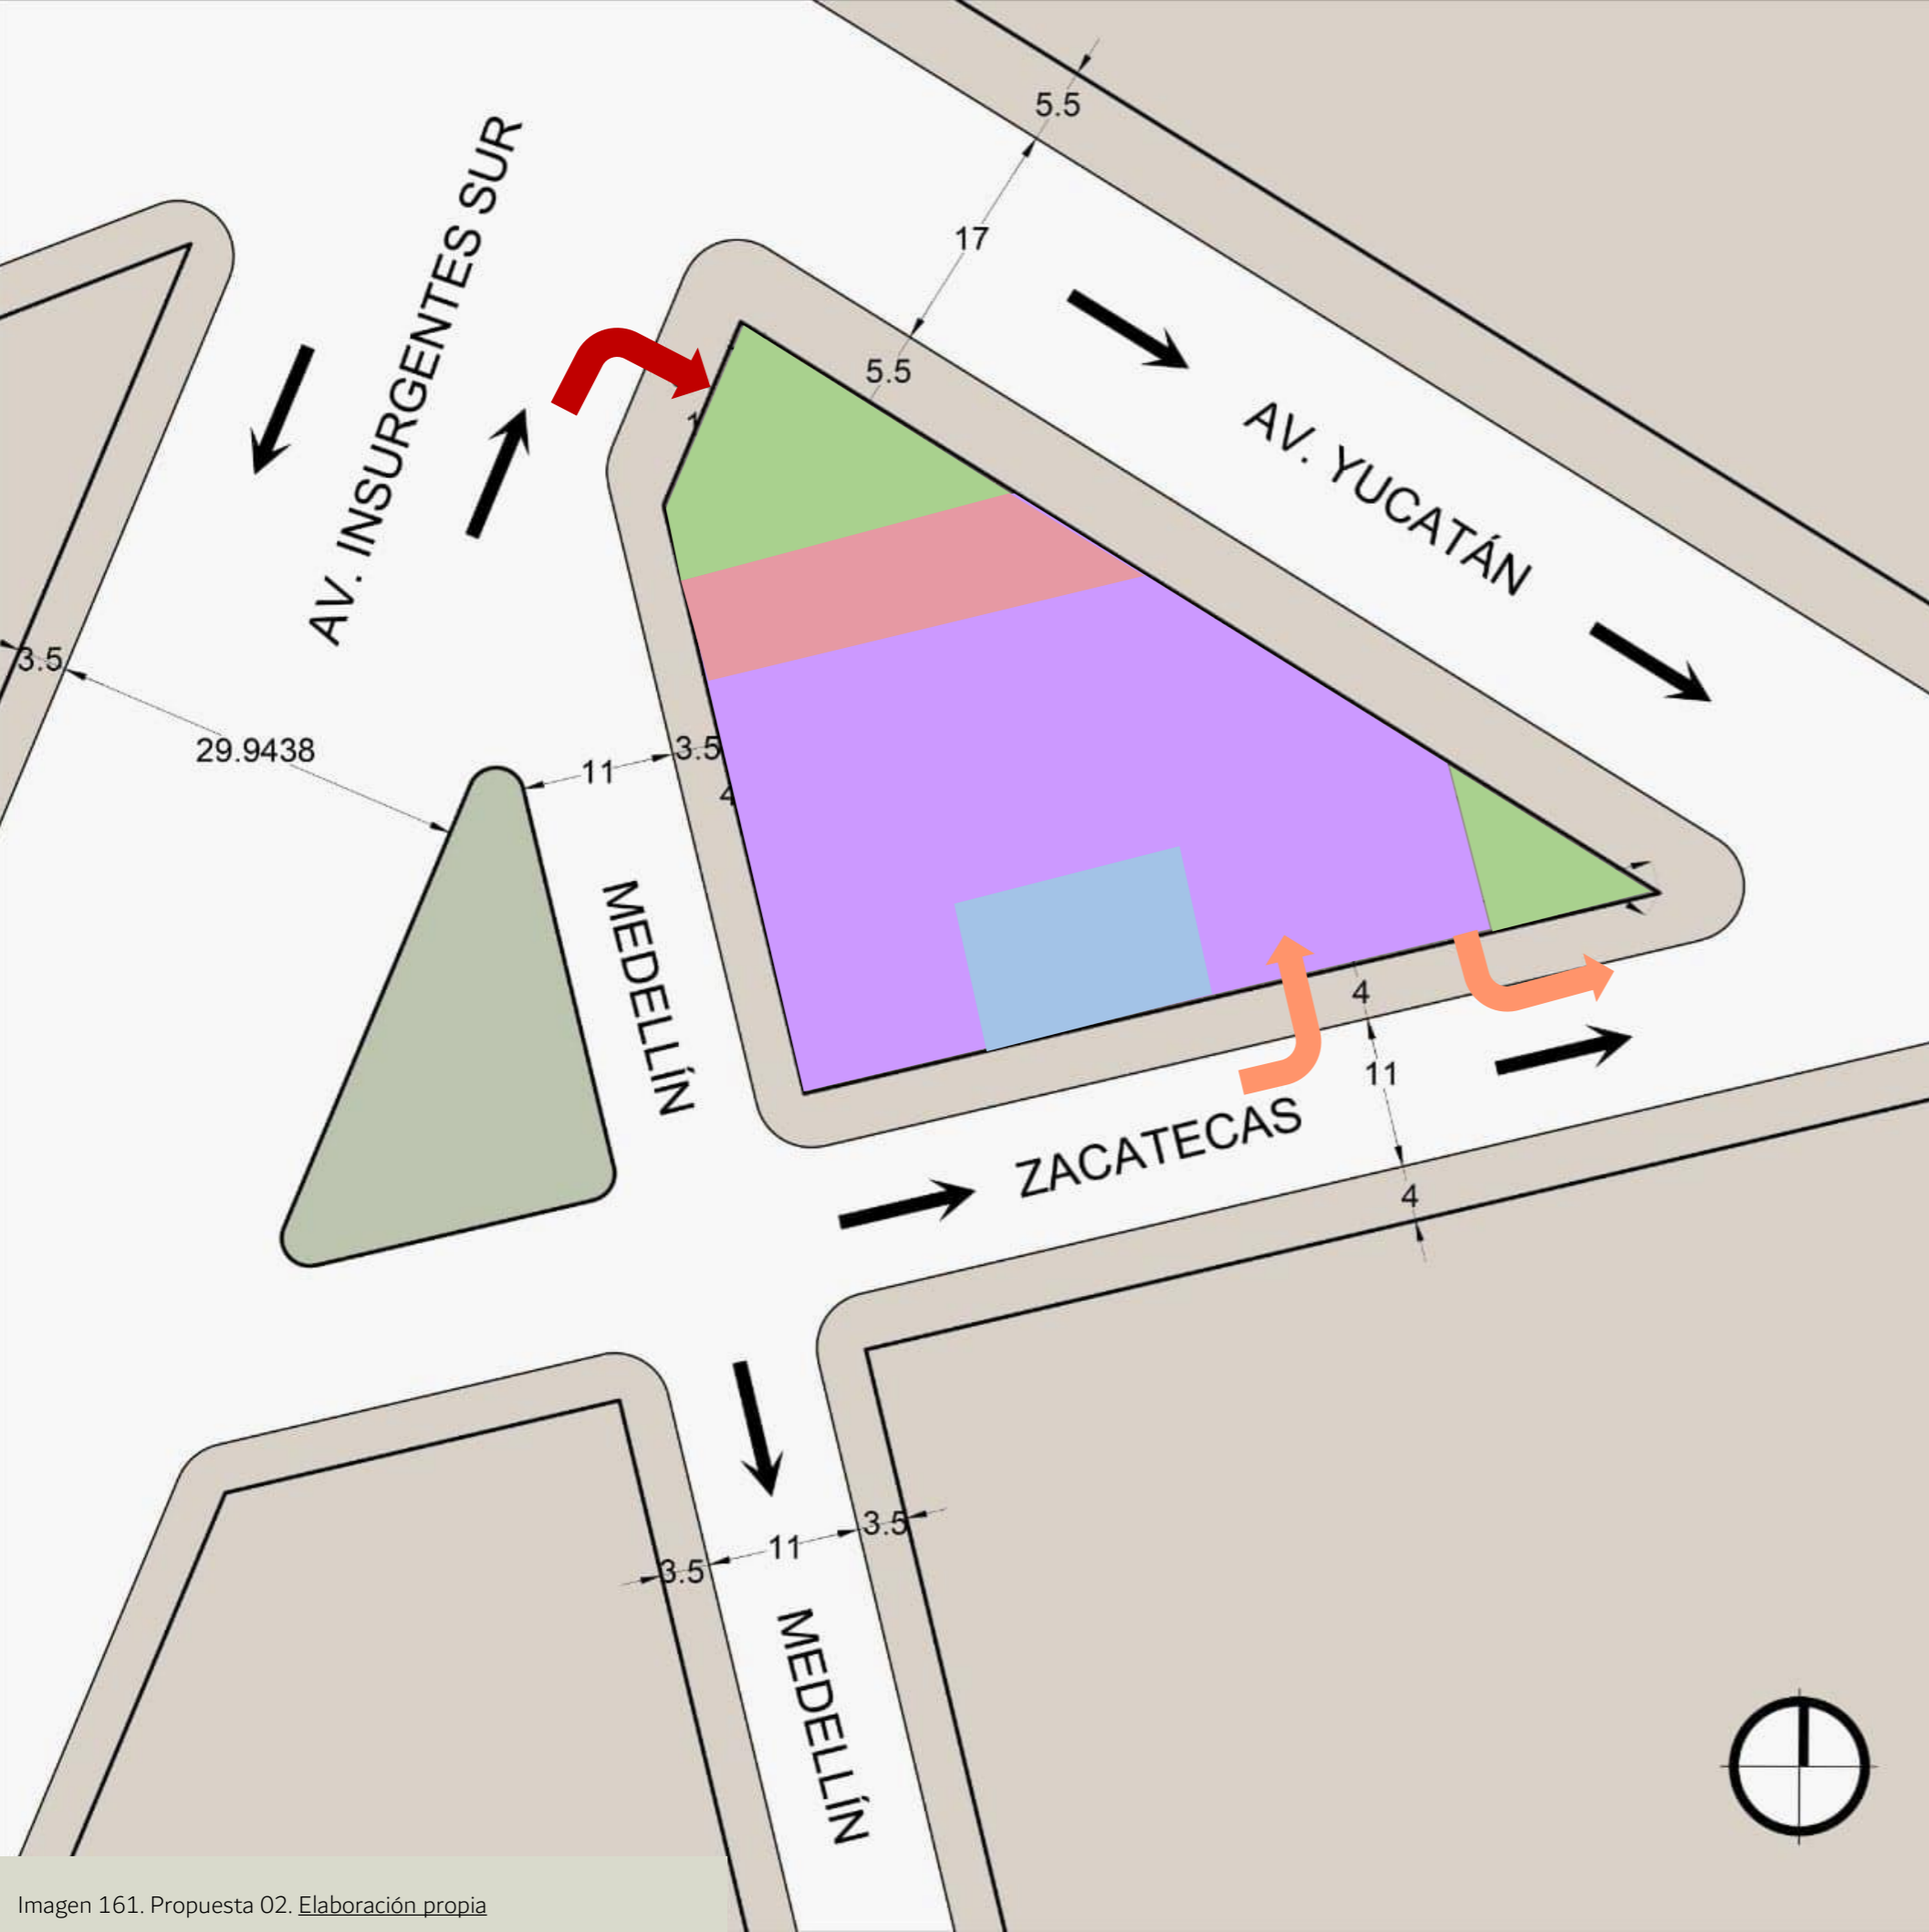 5.5
17
5.5
AV. INSURGENTES SUR
AV. YUCATÁN
3.5
29.9438
11
3.5
MEDELLÍN
4
11
4
ZACATECAS
3.5
11
3.5
MEDELLÍN
Imagen 161. Propuesta 02. Elaboración propia